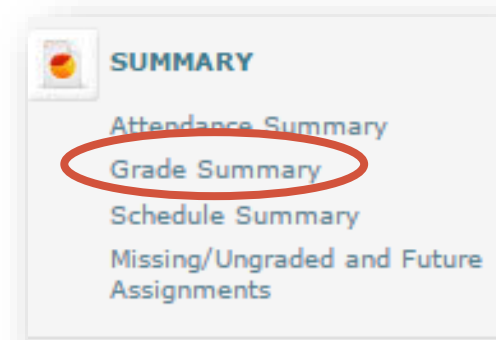 SUMMARY
Attendance Summary
Grade Summary
Schedule Summary
Missing/Ungraded and Future
Assignments